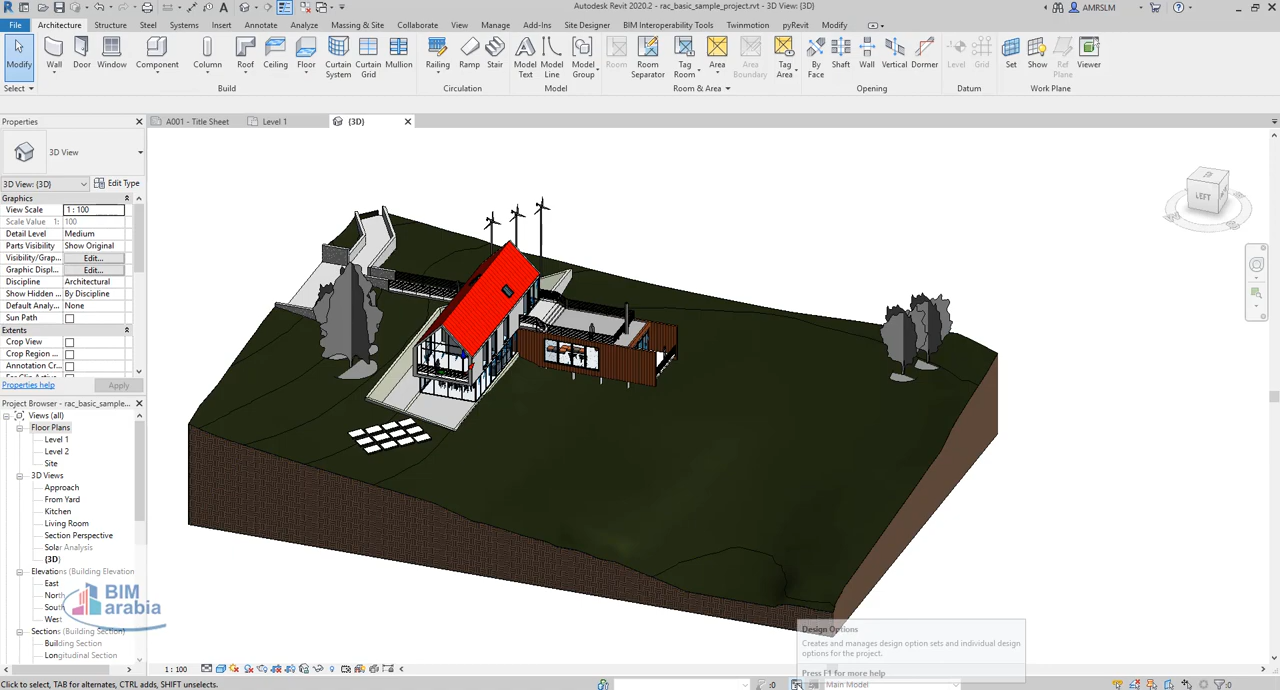 Autodesk Revit 2020.2 - rac_basic_sample_project.rvt - 3D View: {3D}
AMRSLM
File Architecture Structure Steel Systems Insert Annotate Analyze Massing & Site Collaborate View Manage Add-Ins Site Designer BIM Interoperability Tools Twinmotion pyRevit Modify
Modify Wall Door Window Component Column Roof Ceiling Floor Curtain System Curtain Grid Mullion Railing Ramp Stair Model Text Model Line Model Group Room Room Separator Tag Room Area Area Boundary Tag Area By Face Shaft Wall Vertical Dormer Level Grid Set Show Ref Plane Viewer
Select Build Circulation Model Room & Area Opening Datum Work Plane
Properties
A001 - Title Sheet Level 1 {3D}
3D View
3D View: {3D} Edit Type
Graphics
View Scale 1 : 100
Scale Value 1: 100
Detail Level Medium
Parts Visibility Show Original
Visibility/Grap... Edit...
Graphic Displ... Edit...
Discipline Architectural
Show Hidden ... By Discipline
Default Analy... None
Sun Path
Extents
Crop View
Crop Region ...
Annotation Cr...
Properties help Apply
LEFT
Project Browser - rac_basic_sample...
Views (all)
Floor Plans
Level 1
Level 2
Site
3D Views
Approach
From Yard
Kitchen
Living Room
Section Perspective
Solar Analysis
{3D}
Elevations (Building Elevation
East
North
South
West
BIM
arabia
Sections (Building Section)
Building Section
Longitudinal Section
Design Options
Creates and manages design option sets and individual design
options for the project.
Press F1 for more help
1 : 100
Click to select, TAB for alternates, CTRL adds, SHIFT unselects.
:0 Main Model :0